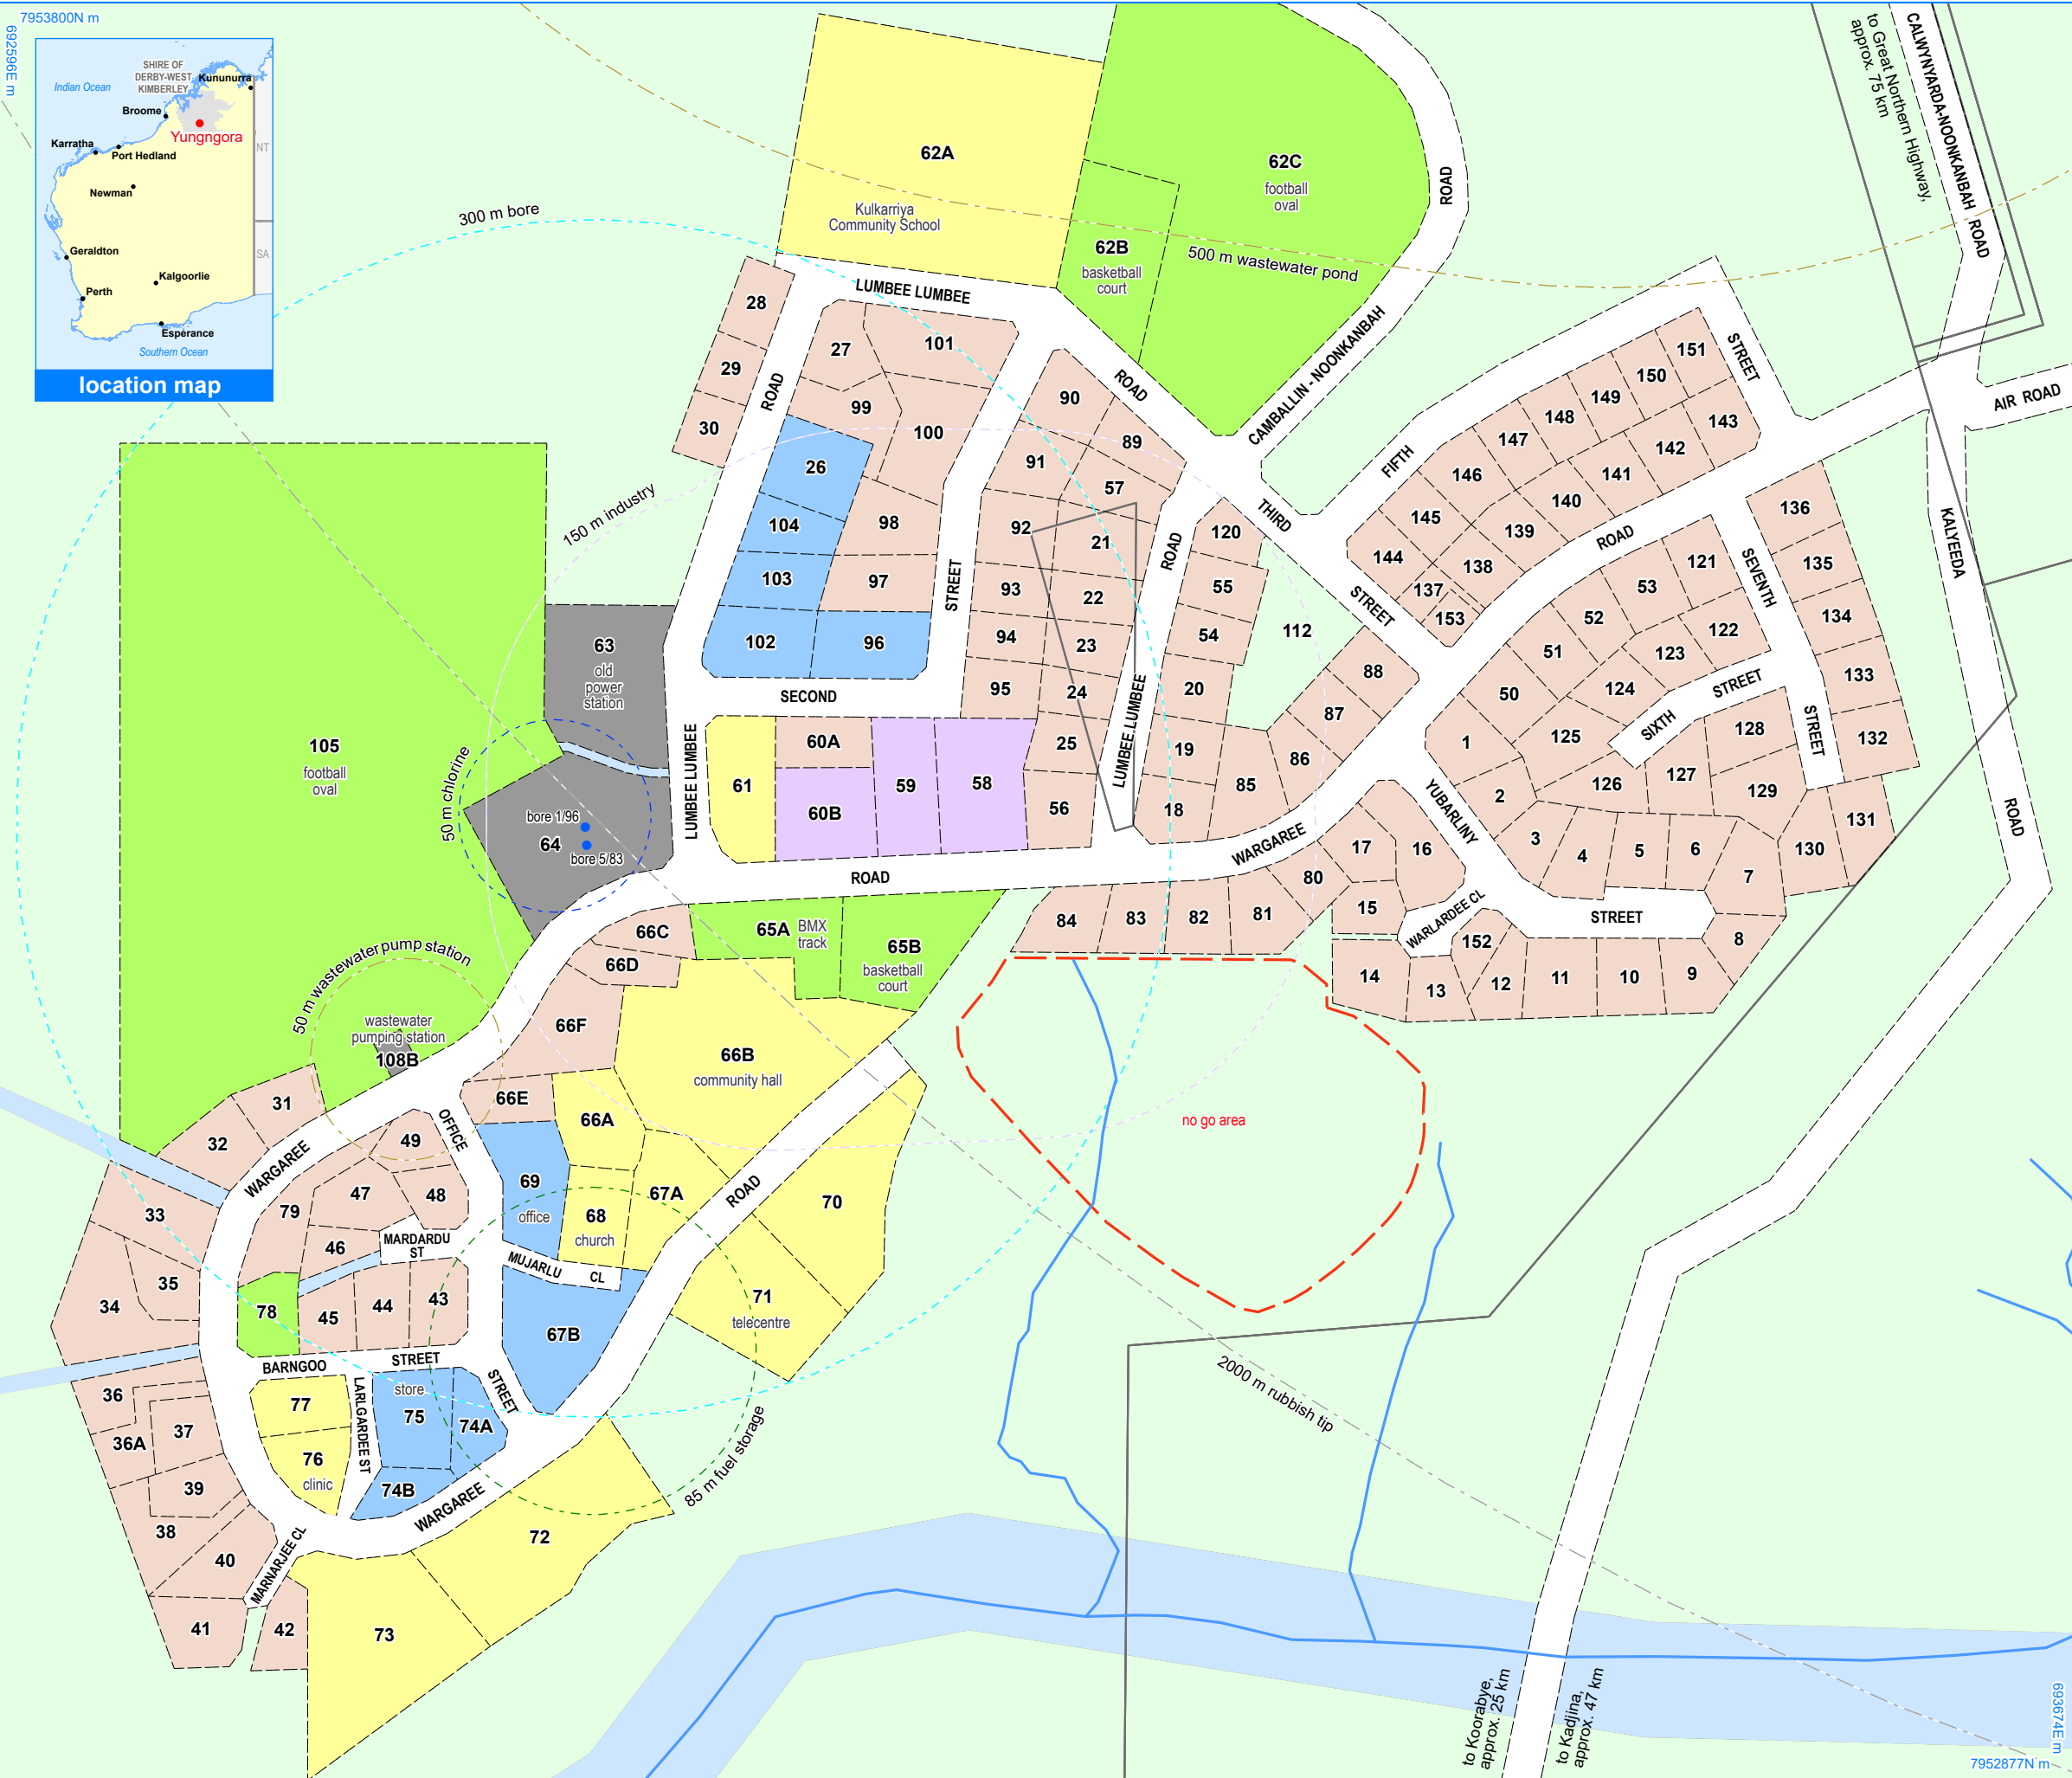 7953800N m
692596E m
SHIRE OF
DERBY-WEST
KIMBERLEY
Kununurra
Indian Ocean
Broome
Yungngora
Karratha
Port Hedland
NT
Newman
Geraldton
SA
Kalgoorlie
Perth
Esperance
Southern Ocean
location map
62A
Kulkarriya
Community School
62C
football
oval
62B
basketball
court
ROAD
CALWYNYARDA-NOONKANBAH ROAD
to Great Northern Highway,
approx. 75 km
300 m bore
500 m wastewater pond
LUMBEE LUMBEE
ROAD
CAMBALLIN - NOONKANBAH
28
29
30
ROAD
27
101
99
100
26
104
98
103
97
102
96
STREET
SECOND
90
89
91
57
92
21
93
22
94
23
95
24
25
56
ROAD
LUMBEE LUMBEE
120
55
54
20
19
18
112
88
87
86
85
THIRD
STREET
FIFTH
STREET
151
150
149
148
147
146
145
144
143
142
141
140
139
138
137
153
ROAD
AIR ROAD
KALYEEDA
ROAD
136
135
134
133
132
131
130
SEVENTH
STREET
121
53
52
51
50
122
123
124
125
SIXTH
STREET
126
127
128
129
1
2
3
4
5
6
7
8
9
10
11
12
13
14
15
16
17
152
YUBARLINY
STREET
WARLARDEE CL
150 m industry
63
old
power
station
105
football
oval
50 m chlorine
bore 1/96
64
bore 5/83
LUMBEE LUMBEE
61
60A
60B
59
58
ROAD
WARGAREE
80
81
82
83
84
65A
BMX
track
65B
basketball
court
66C
66D
66F
66E
66B
community hall
66A
50 m wastewater pump station
wastewater
pumping station
108B
31
32
WARGAREE
OFFICE
49
48
47
79
46
MARDARDU
ST
33
34
35
69
office
68
church
67A
ROAD
70
71
telecentre
MUJARLU CL
67B
78
45
44
43
BARNGOO
STREET
STREET
LARLGARDEE ST
store
75
74A
74B
77
76
clinic
36
36A
37
39
38
40
41
42
MARNARJEE CL
WARGAREE
72
73
85 m fuel storage
no go area
2000 m rubbish tip
to Koorabye,
approx. 25 km
to Kadjina,
approx. 47 km
693674E m
7952877N m